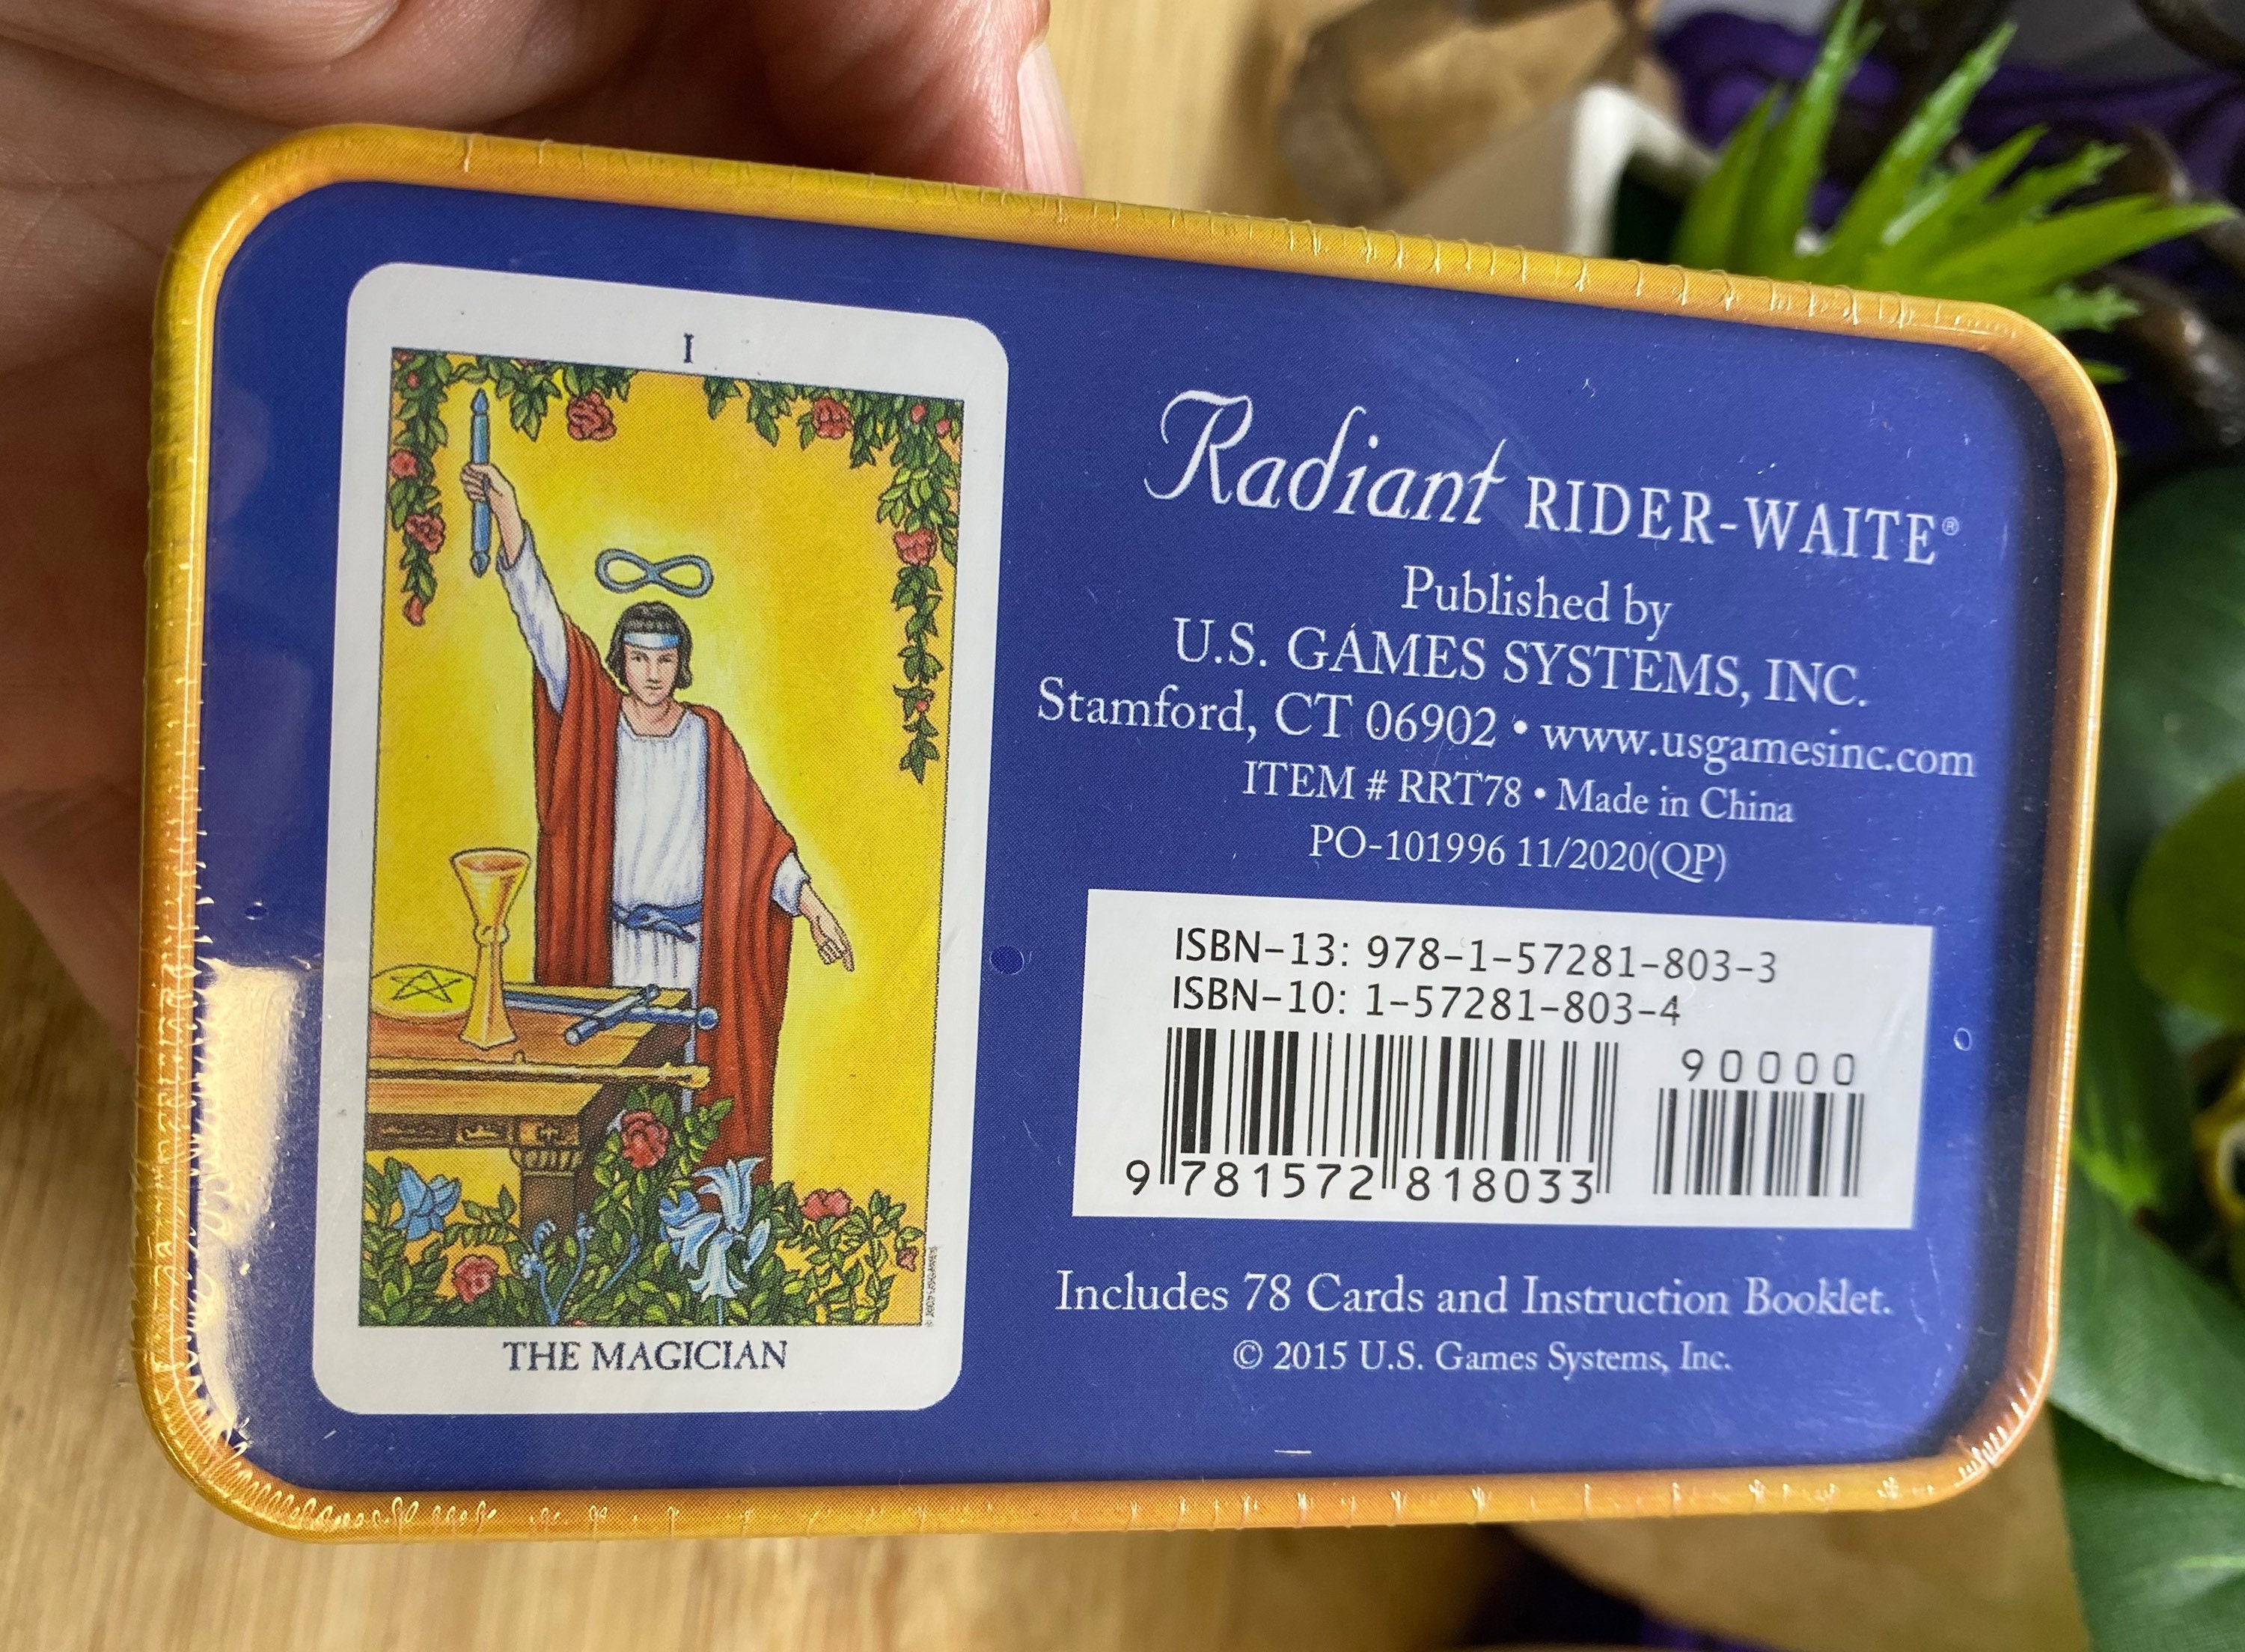 I
THE MAGICIAN
Radiant RIDER-WAITE®
Published by
U.S. GAMES SYSTEMS, INC.
Stamford, CT 06902 • www.usgamesinc.com
ITEM # RRT78 • Made in China
PO-101996 11/2020(QP)
ISBN-13: 978-1-57281-803-3
ISBN-10: 1-57281-803-4
90000
9 781572 818033
Includes 78 Cards and Instruction Booklet.
© 2015 U.S. Games Systems, Inc.